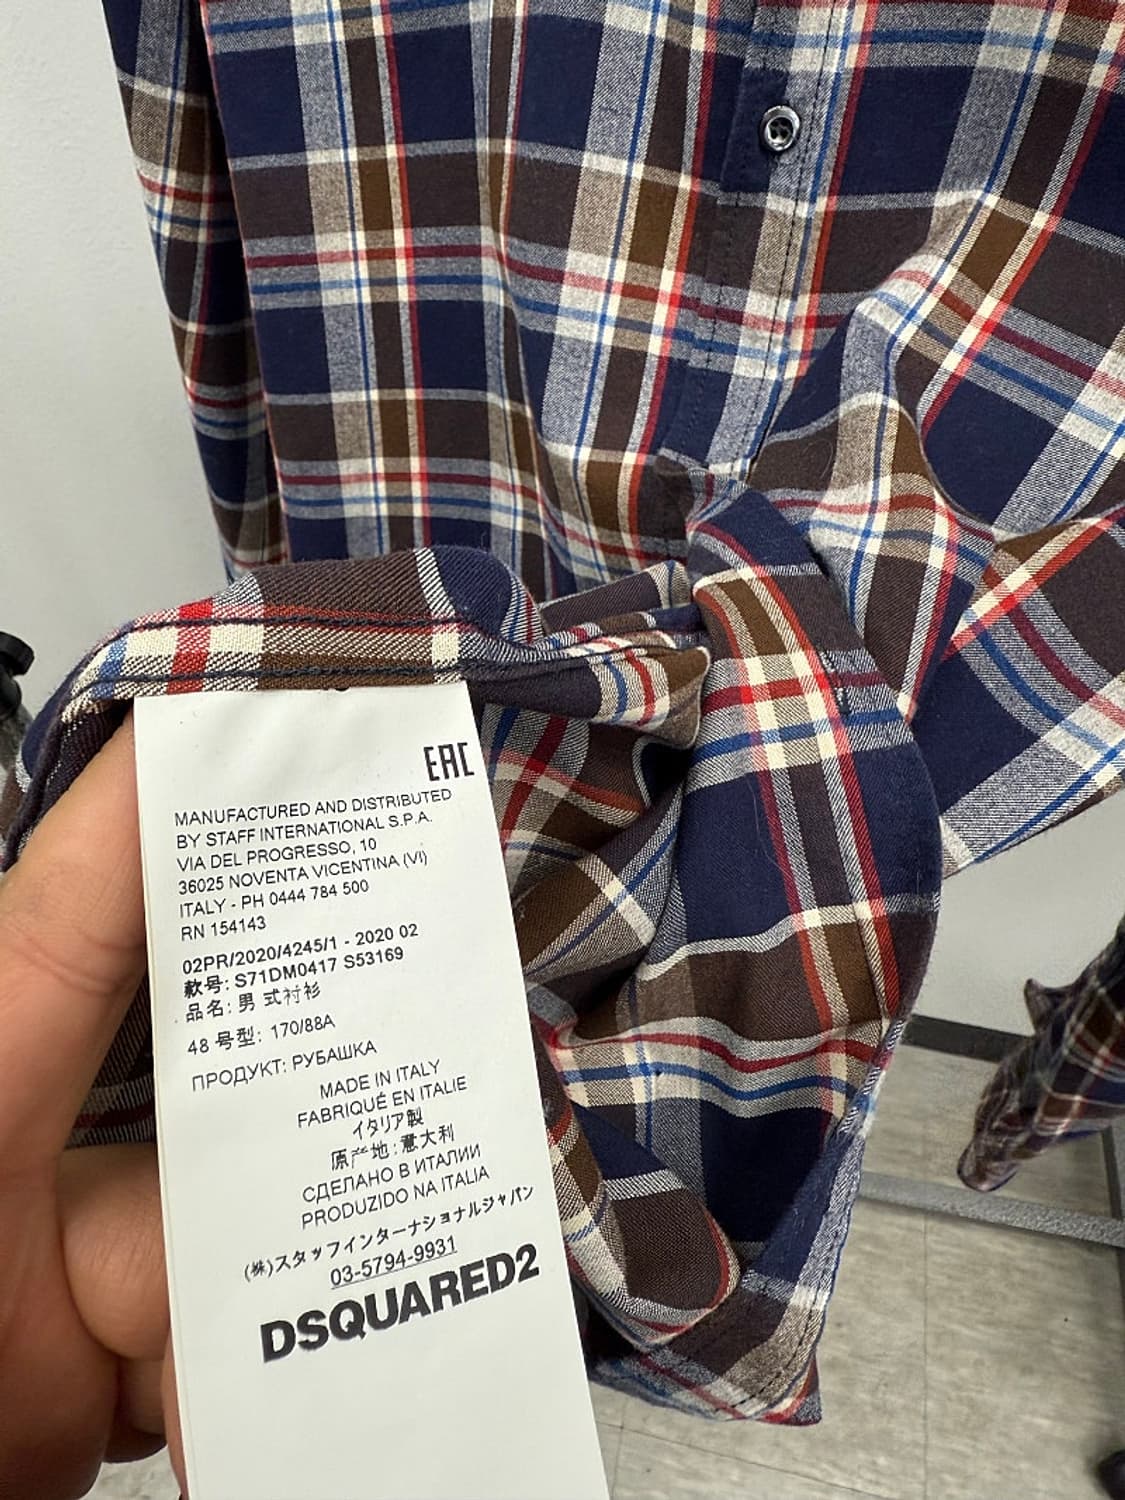 EAC
MANUFACTURED AND DISTRIBUTED
BY STAFF INTERNATIONAL S.P.A.
VIA DEL PROGRESSO, 10
36025 NOVENTA VICENTINA (VI)
ITALY - PH 0444 784 500
RN 154143
02PR/2020/4245/1 - 2020 02
款号: S71DM0417 S53169
品名: 男 式衬衫
48 号型: 170/88A
ПРОДУКТ: РУБАШКА
MADE IN ITALY
FABRIQUÉ EN ITALIE
イタリア製
原产地: 意大利
СДЕЛАНО В ИТАЛИИ
PRODUZIDO NA ITALIA
(株)スタッフインターナショナルジャパン
03-5794-9931
DSQUARED2